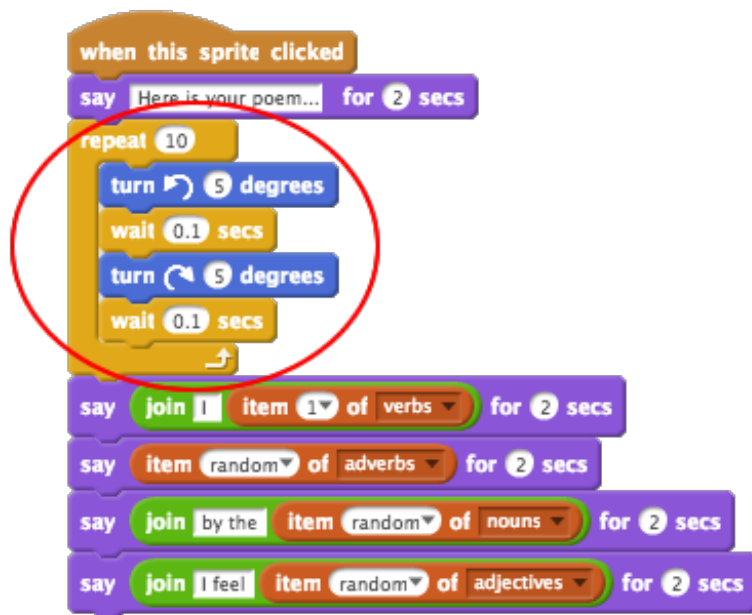 when this sprite clicked
say Here is your poem... for 2 secs
repeat 10
turn 5 degrees
wait 0.1 secs
turn 5 degrees
wait 0.1 secs
say join I item 1 of verbs for 2 secs
say item random of adverbs for 2 secs
say join by the item random of nouns for 2 secs
say join I feel item random of adjectives for 2 secs